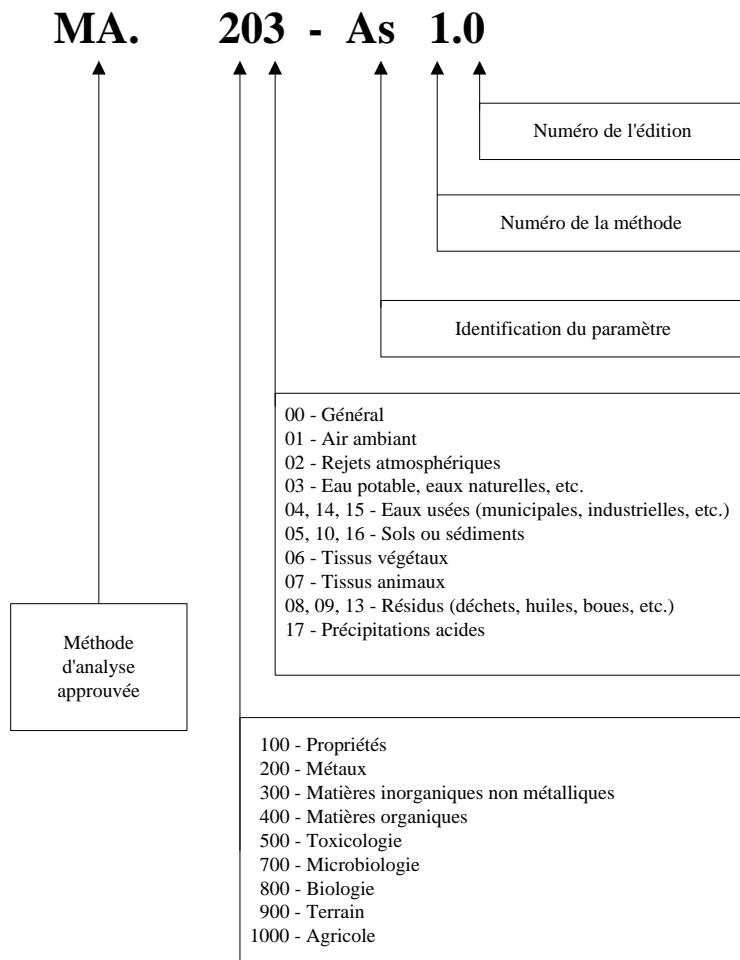 MA. 203 - As 1.0
Numéro de l'édition
Numéro de la méthode
Identification du paramètre
00 - Général
01 - Air ambiant
02 - Rejets atmosphériques
03 - Eau potable, eaux naturelles, etc.
04, 14, 15 - Eaux usées (municipales, industrielles, etc.)
05, 10, 16 - Sols ou sédiments
06 - Tissus végétaux
07 - Tissus animaux
08, 09, 13 - Résidus (déchets, huiles, boues, etc.)
17 - Précipitations acides
Méthode
d'analyse
approuvée
100 - Propriétés
200 - Métaux
300 - Matières inorganiques non métalliques
400 - Matières organiques
500 - Toxicologie
700 - Microbiologie
800 - Biologie
900 - Terrain
1000 - Agricole